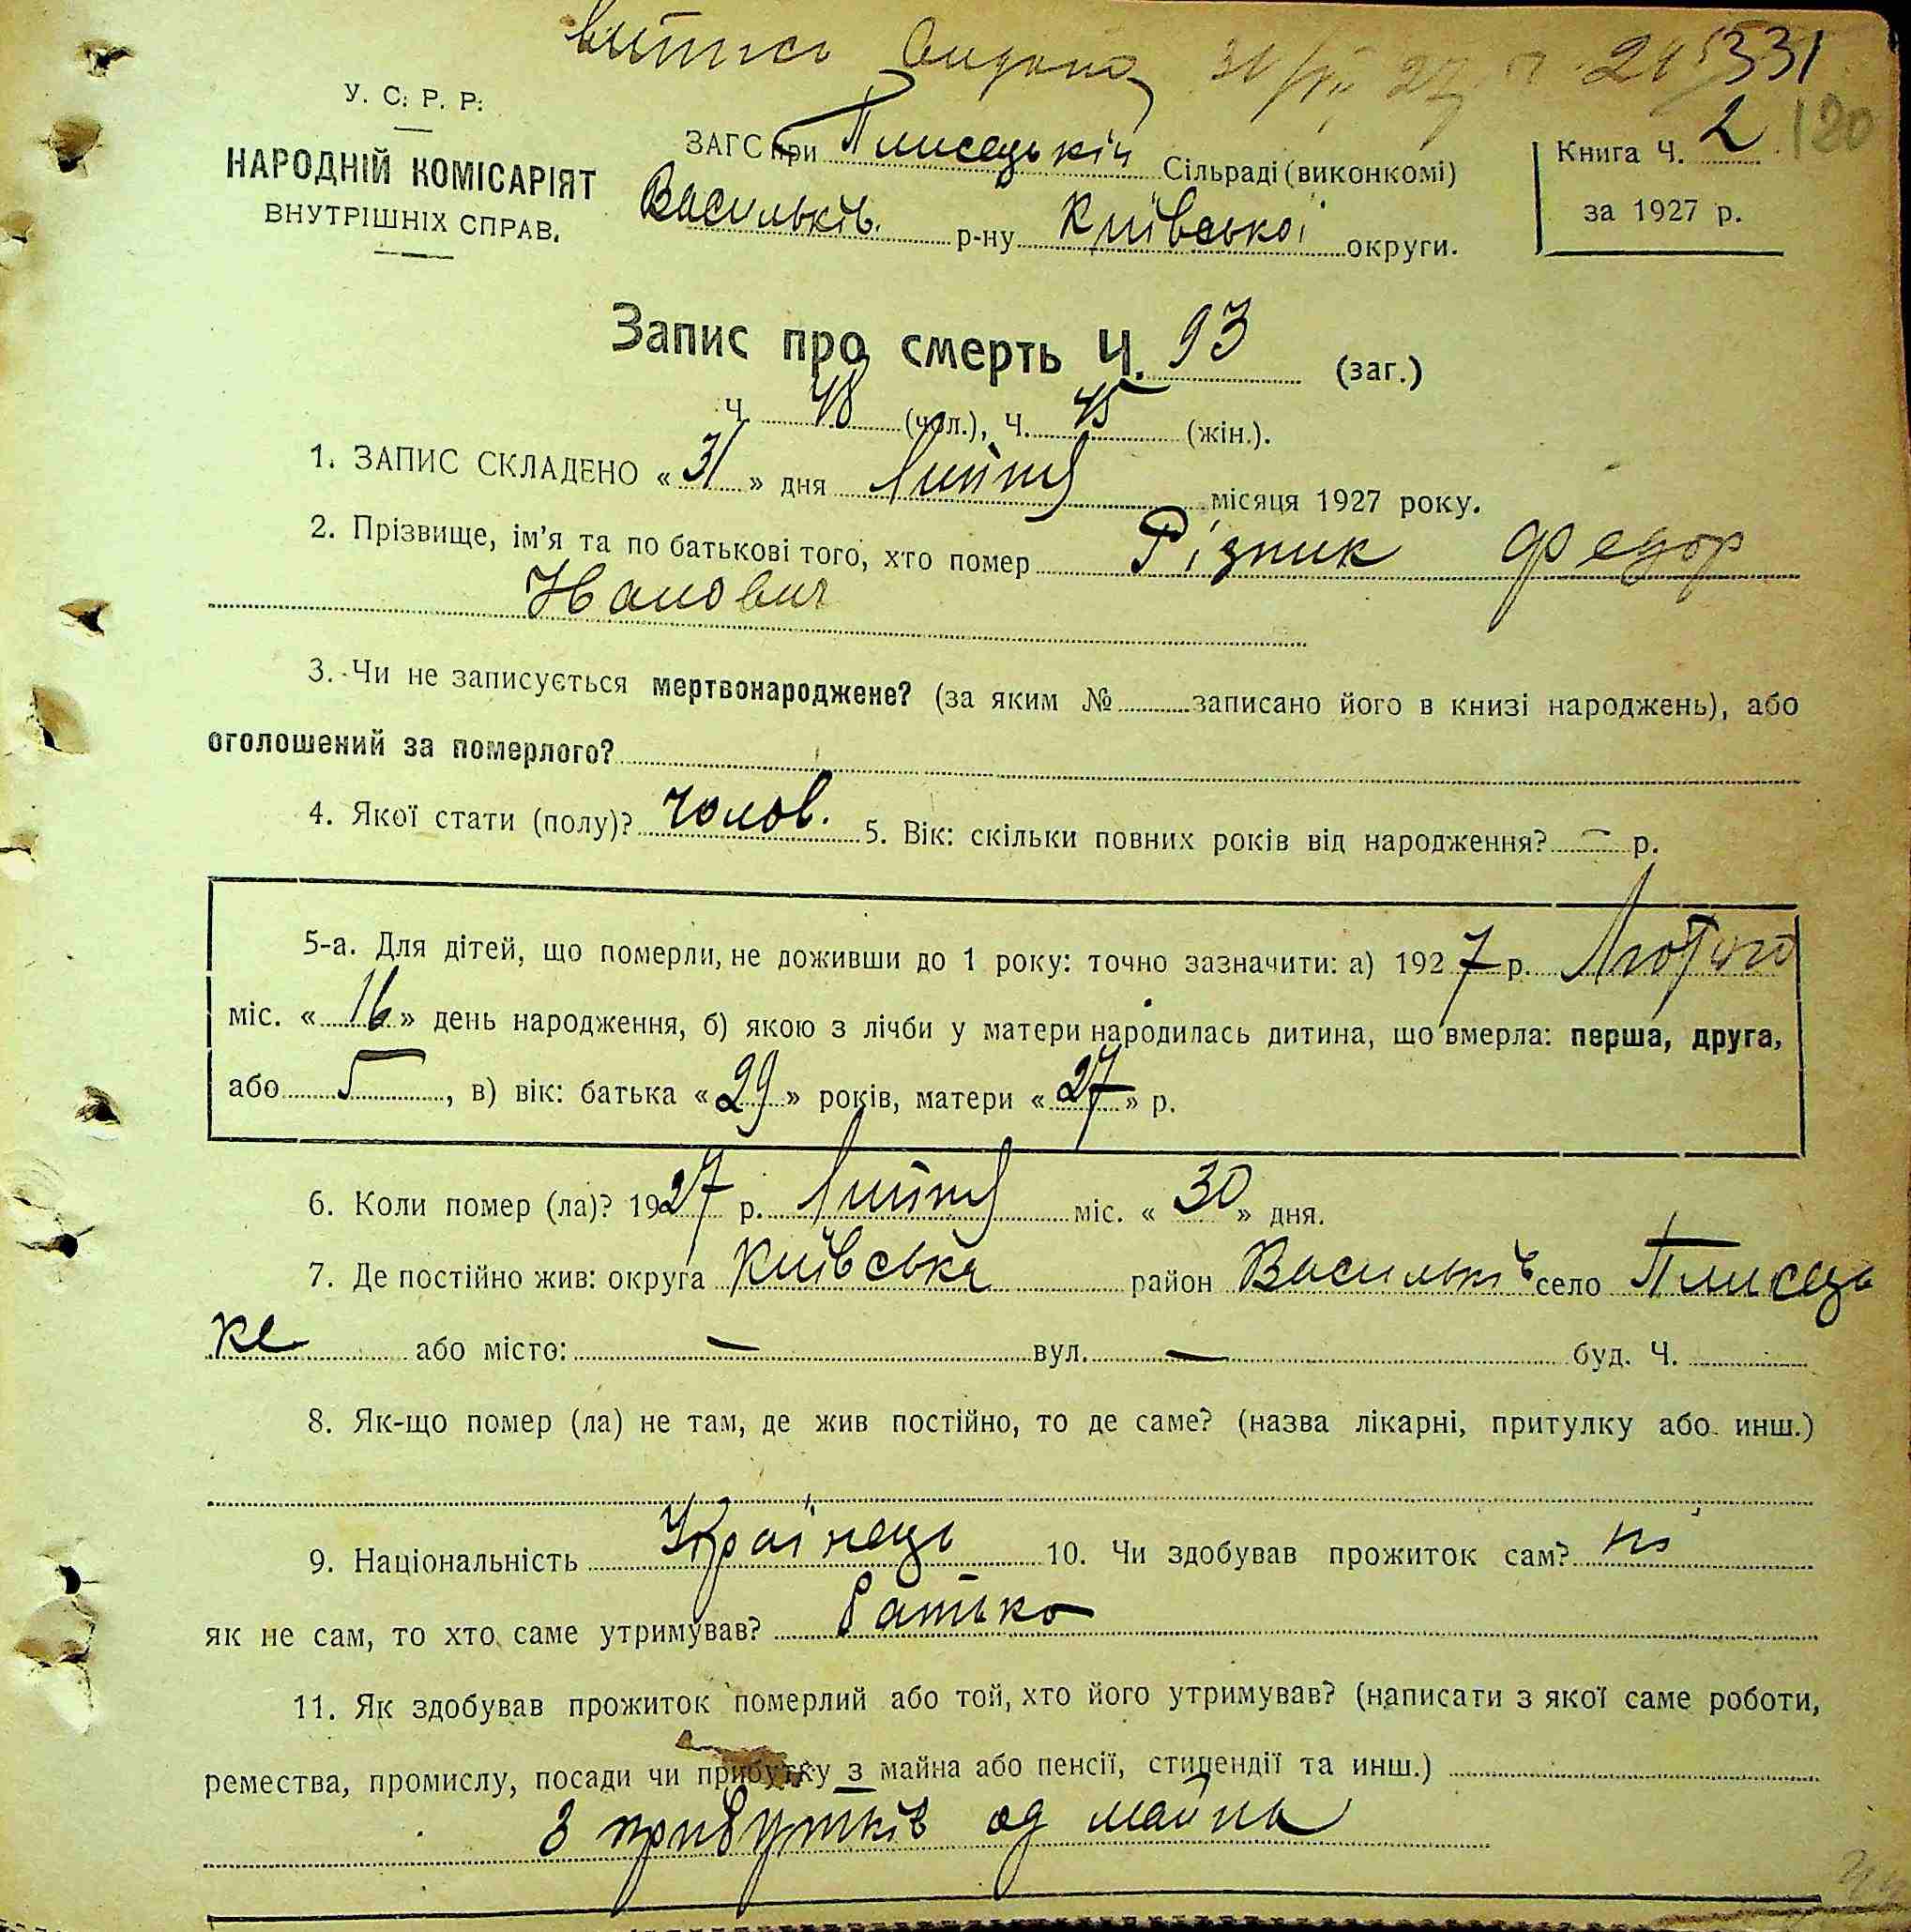 випись видана 31/VII 27 р. 331
120
У. С. Р. Р.
НАРОДНІЙ КОМІСАРІЯТ
ВНУТРІШНІХ СПРАВ.
ЗАГС при Плисецькій Сільраді (виконкомі)
Васильків. р-ну Київської округи.
Книга Ч. 2
за 1927 р.
Запис про смерть Ч. 93 (заг.)
Ч. 48 (чол.), Ч. 45 (жін.).
1. ЗАПИС СКЛАДЕНО « 31 » дня Липня місяця 1927 року.
2. Прізвище, ім'я та по батькові того, хто помер Різник Федор
3. Чи не записується мертвонароджене? (за яким № записано його в книзі народжень), або
оголошений за померлого?
4. Якої стати (полу)? Чолов. 5. Вік: скільки повних років від народження? — р.
5-а. Для дітей, що померли, не доживши до 1 року: точно зазначити: а) 1927 р. Лютого
міс. « 16 » день народження, б) якою з лічби у матери народилась дитина, що вмерла: перша, друга,
або 5, в) вік: батька « 29 » років, матери « 27 » р.
6. Коли помер (ла)? 1927 р. Липня міс. « 30 » дня.
7. Де постійно жив: округа Київська район Васильків село Плисець
ке або місто: — вул. — буд. Ч.
8. Як-що помер (ла) не там, де жив постійно, то де саме? (назва лікарні, притулку або инш.)
9. Національність Українець 10. Чи здобував прожиток сам? ні
як не сам, то хто саме утримував? батько
11. Як здобував прожиток померлий або той, хто його утримував? (написати з якої саме роботи,
ремества, промислу, посади чи прибутку з майна або пенсії, стипендії та инш.)
З прибутків од майна